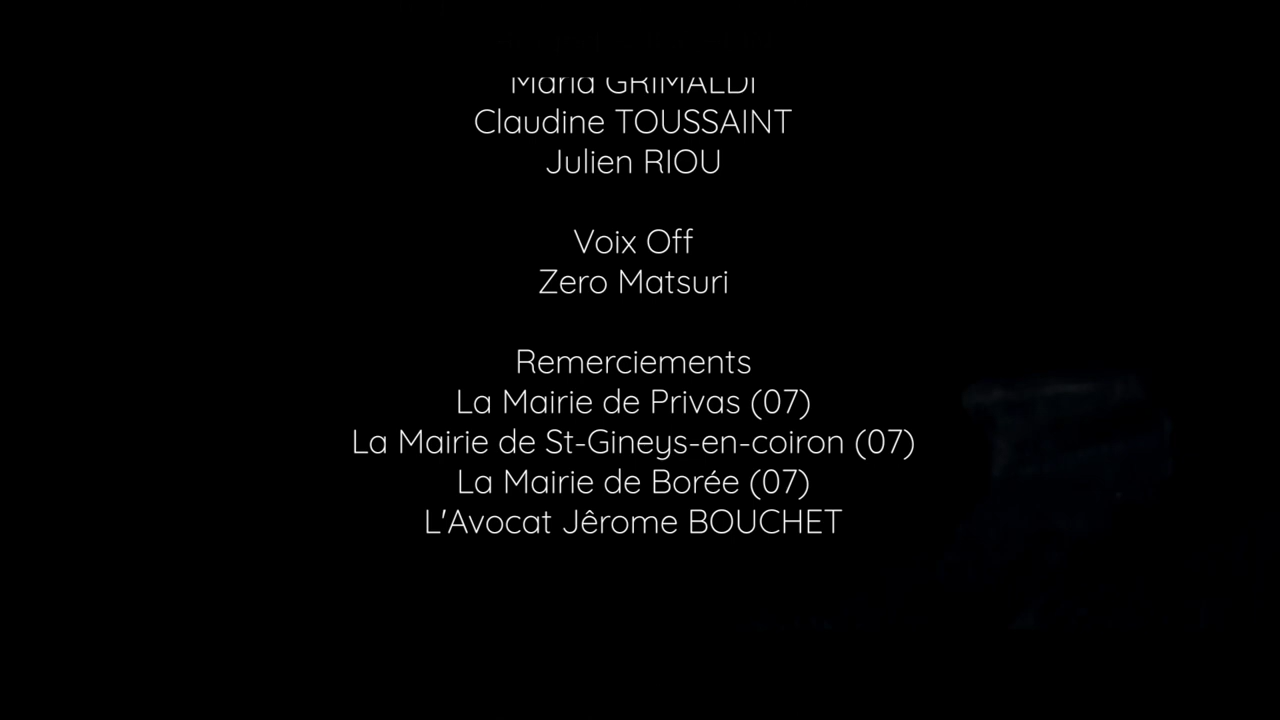 Maria GRIMALDI
Claudine TOUSSAINT
Julien RIOU
Voix Off
Zero Matsuri
Remerciements
La Mairie de Privas (07)
La Mairie de St-Gineys-en-coiron (07)
La Mairie de Borée (07)
L'Avocat Jêrome BOUCHET